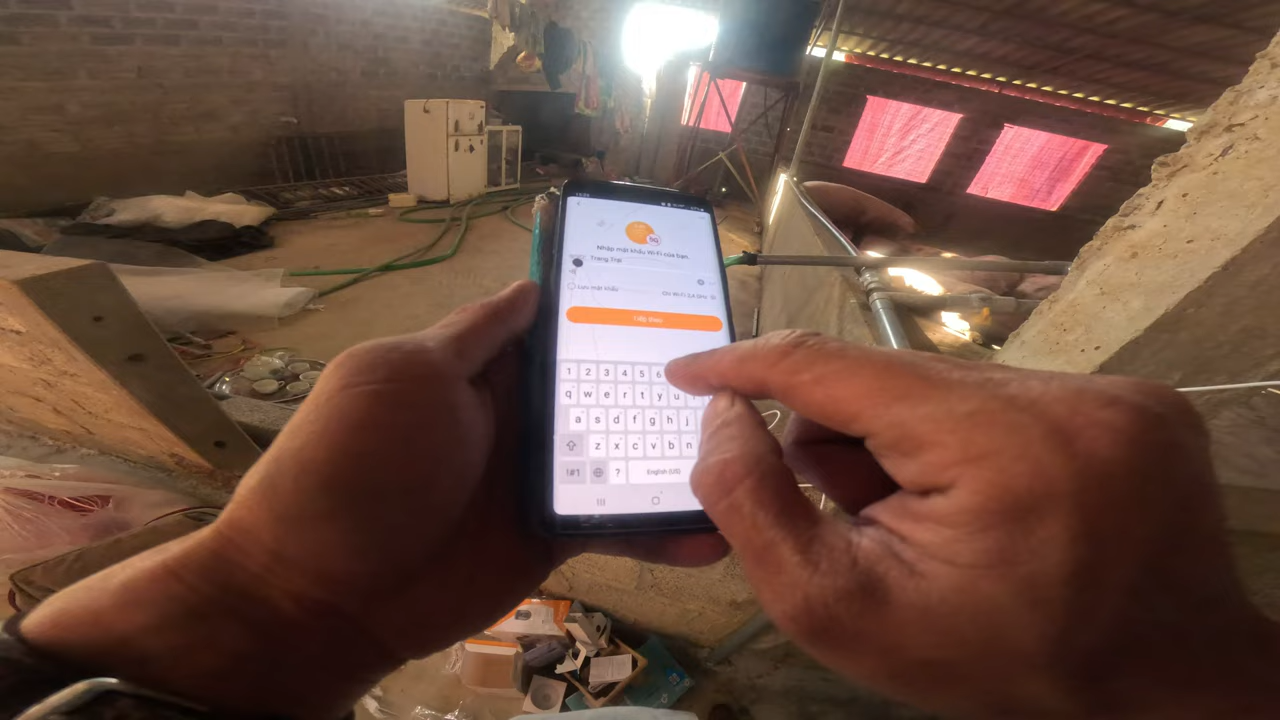 5G
Nhập mật khẩu Wi-Fi của bạn.
Trang Trại
Lưu mật khẩu
Chỉ Wi-Fi 2,4 GHz
Tiếp theo
1 2 3 4 5 6
q w e r t y u
a s d f g h j
z x c v b n
!#1 ? English (US)